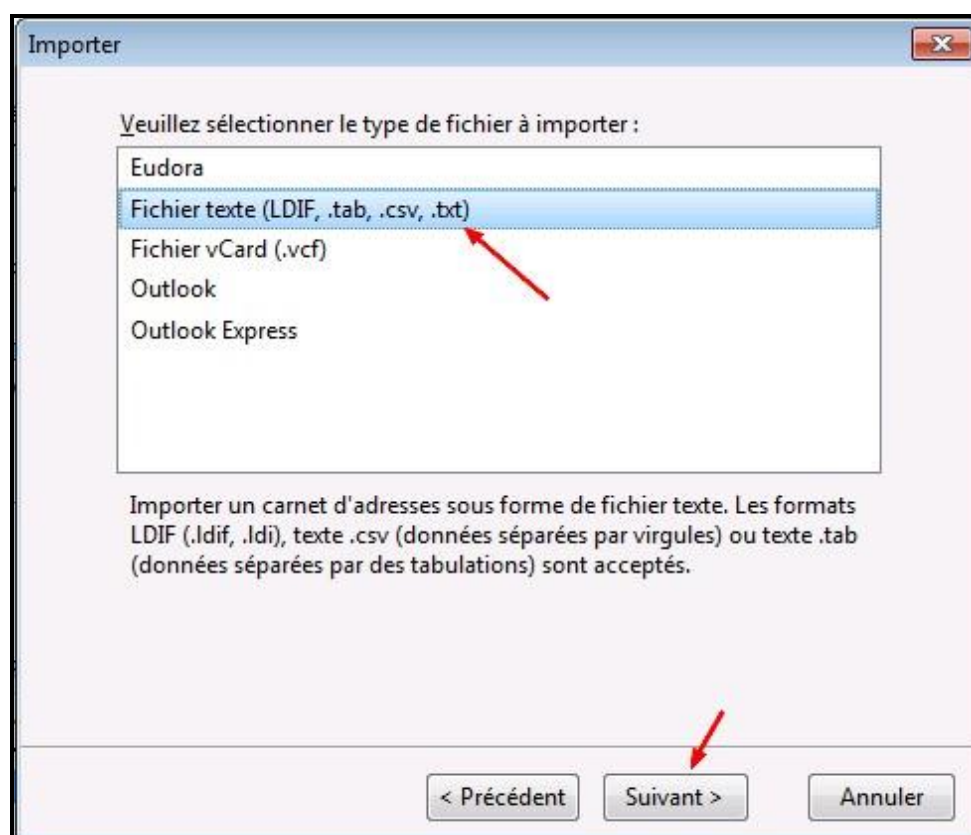 Importer
Veuillez sélectionner le type de fichier à importer :
Eudora
Fichier texte (LDIF, .tab, .csv, .txt)
Fichier vCard (.vcf)
Outlook
Outlook Express
Importer un carnet d'adresses sous forme de fichier texte. Les formats
LDIF (.ldif, .ldi), texte .csv (données séparées par virgules) ou texte .tab
(données séparées par des tabulations) sont acceptés.
< Précédent Suivant > Annuler